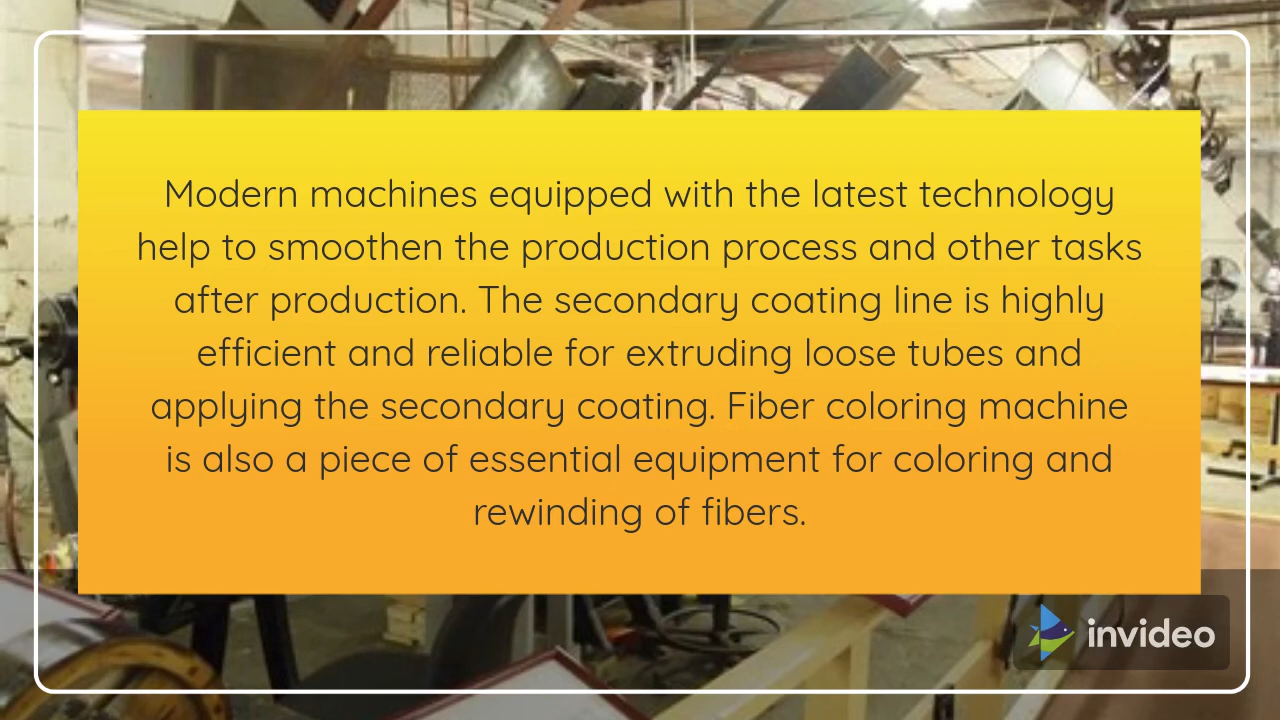 Modern machines equipped with the latest technology
help to smoothen the production process and other tasks
after production. The secondary coating line is highly
efficient and reliable for extruding loose tubes and
applying the secondary coating. Fiber coloring machine
is also a piece of essential equipment for coloring and
rewinding of fibers.
invideo